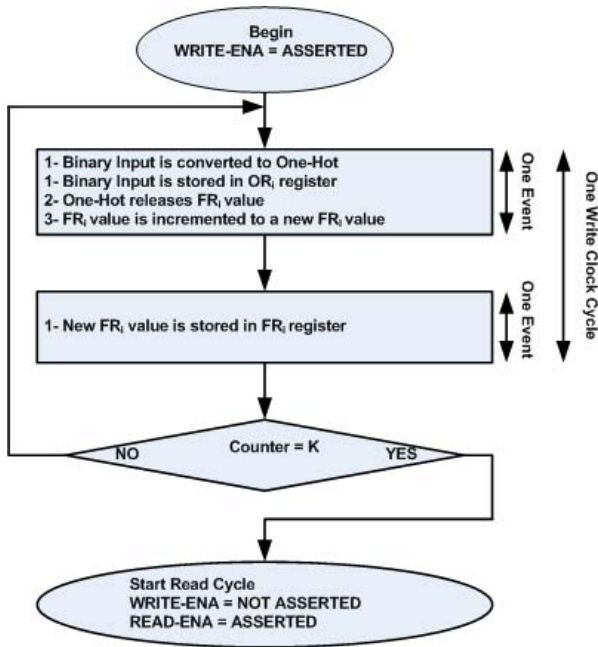 Begin
WRITE-ENA = ASSERTED
1- Binary Input is converted to One-Hot
1- Binary Input is stored in ORᵢ register
2- One-Hot releases FRᵢ value
3- FRᵢ value is incremented to a new FRᵢ value
One Event
One Write Clock Cycle
1- New FRᵢ value is stored in FRᵢ register
One Event
Counter = K
NO
YES
Start Read Cycle
WRITE-ENA = NOT ASSERTED
READ-ENA = ASSERTED